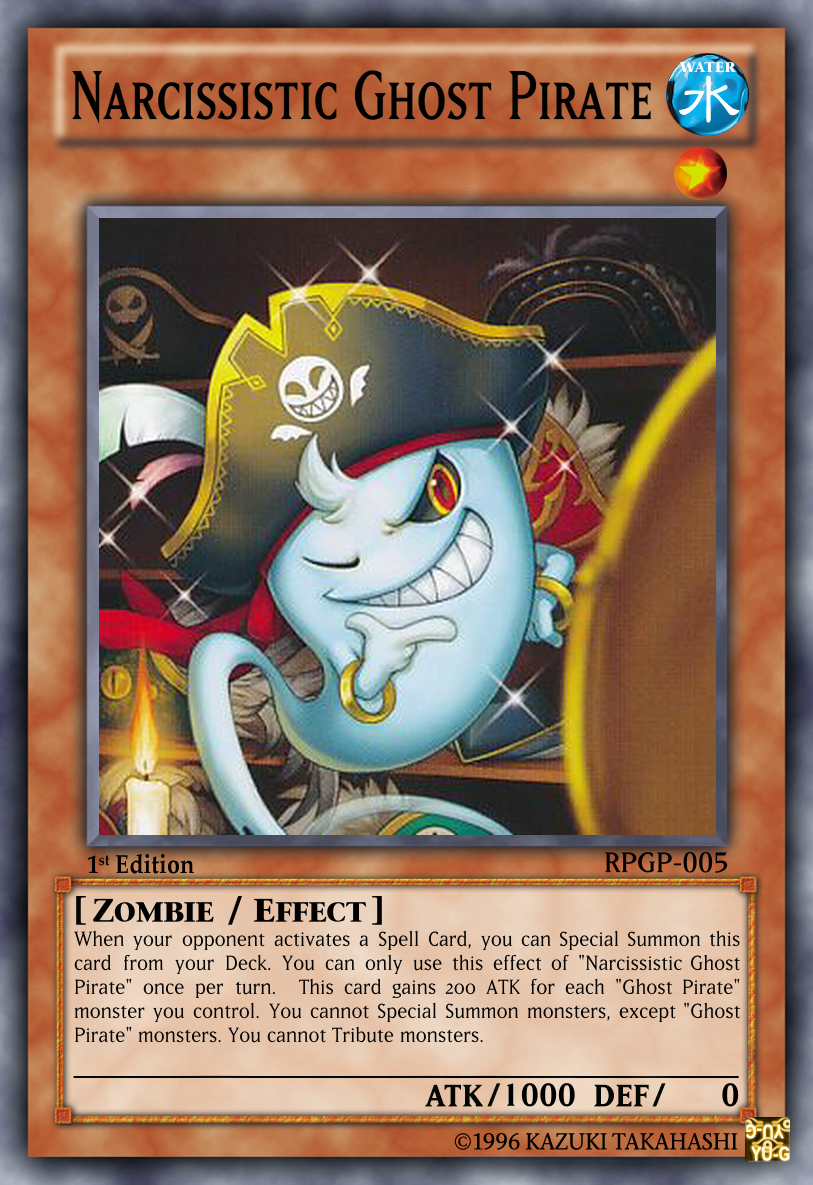 NARCISSISTIC GHOST PIRATE
WATER
水
1st Edition
RPGP-005
[ ZOMBIE / EFFECT ]
When your opponent activates a Spell Card, you can Special Summon this
card from your Deck. You can only use this effect of "Narcissistic Ghost
Pirate" once per turn. This card gains 200 ATK for each "Ghost Pirate"
monster you control. You cannot Special Summon monsters, except "Ghost
Pirate" monsters. You cannot Tribute monsters.
ATK/1000 DEF/ 0
©1996 KAZUKI TAKAHASHI